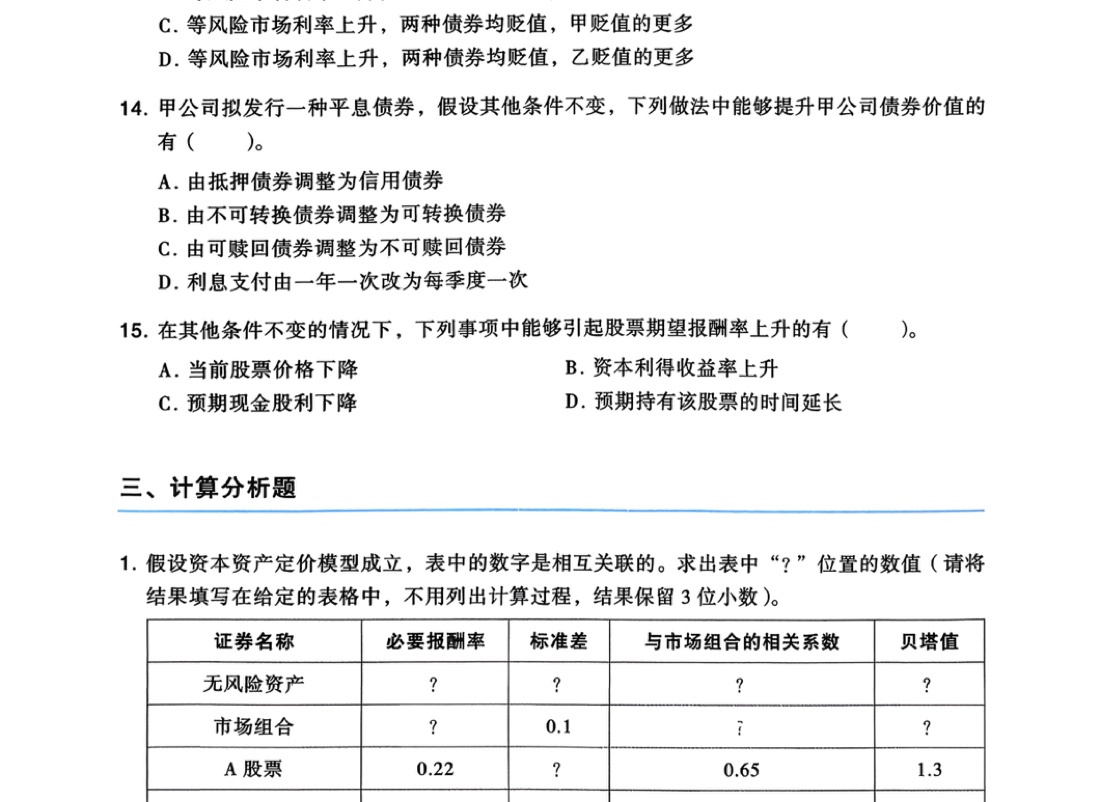 C. 等风险市场利率上升，两种债券均贬值，甲贬值的更多
D. 等风险市场利率上升，两种债券均贬值，乙贬值的更多
14. 甲公司拟发行一种平息债券，假设其他条件不变，下列做法中能够提升甲公司债券价值的
有（　　）。
A. 由抵押债券调整为信用债券
B. 由不可转换债券调整为可转换债券
C. 由可赎回债券调整为不可赎回债券
D. 利息支付由一年一次改为每季度一次
15. 在其他条件不变的情况下，下列事项中能够引起股票期望报酬率上升的有（　　）。
A. 当前股票价格下降　B. 资本利得收益率上升
C. 预期现金股利下降　D. 预期持有该股票的时间延长
三、计算分析题
1. 假设资本资产定价模型成立，表中的数字是相互关联的。求出表中“?”位置的数值（请将
结果填写在给定的表格中，不用列出计算过程，结果保留 3 位小数）。
证券名称　必要报酬率　标准差　与市场组合的相关系数　贝塔值
无风险资产　?　?　?　?
市场组合　?　0.1　?　?
A 股票　0.22　?　0.65　1.3